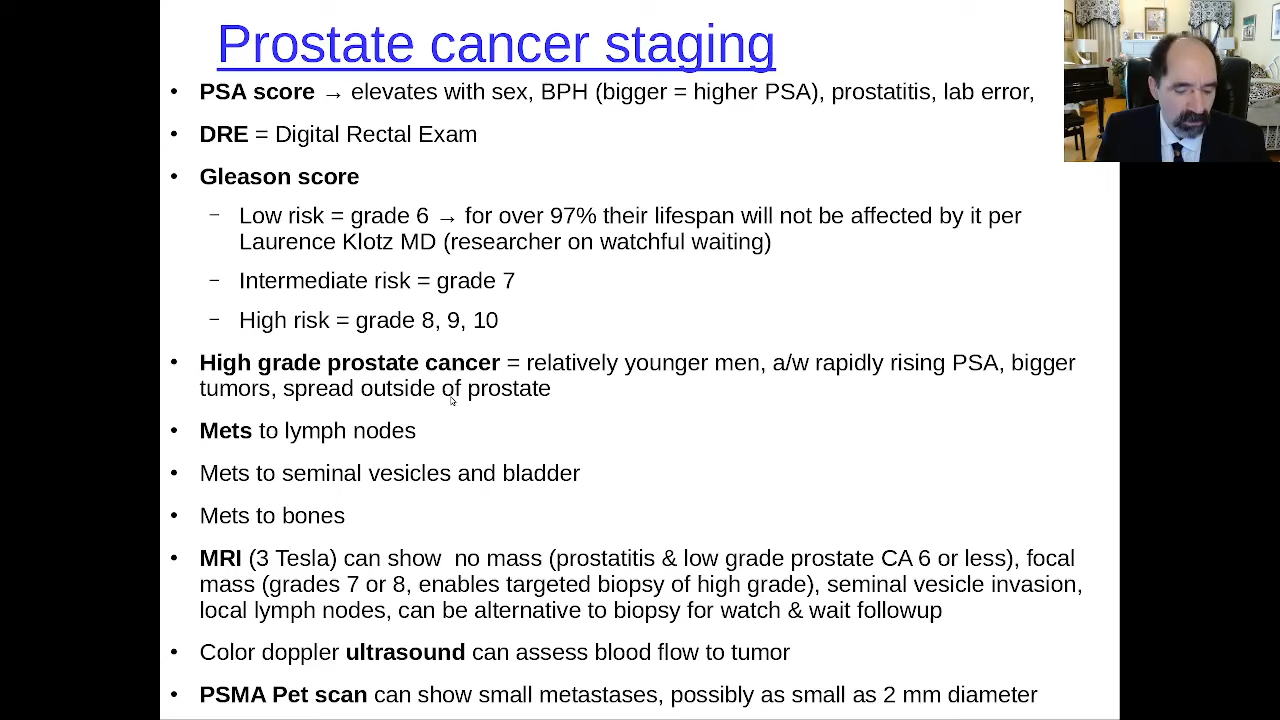 Prostate cancer staging
• PSA score → elevates with sex, BPH (bigger = higher PSA), prostatitis, lab error,
• DRE = Digital Rectal Exam
• Gleason score
– Low risk = grade 6 → for over 97% their lifespan will not be affected by it per
Laurence Klotz MD (researcher on watchful waiting)
– Intermediate risk = grade 7
– High risk = grade 8, 9, 10
• High grade prostate cancer = relatively younger men, a/w rapidly rising PSA, bigger
tumors, spread outside of prostate
• Mets to lymph nodes
• Mets to seminal vesicles and bladder
• Mets to bones
• MRI (3 Tesla) can show  no mass (prostatitis & low grade prostate CA 6 or less), focal
mass (grades 7 or 8, enables targeted biopsy of high grade), seminal vesicle invasion,
local lymph nodes, can be alternative to biopsy for watch & wait followup
• Color doppler ultrasound can assess blood flow to tumor
• PSMA Pet scan can show small metastases, possibly as small as 2 mm diameter